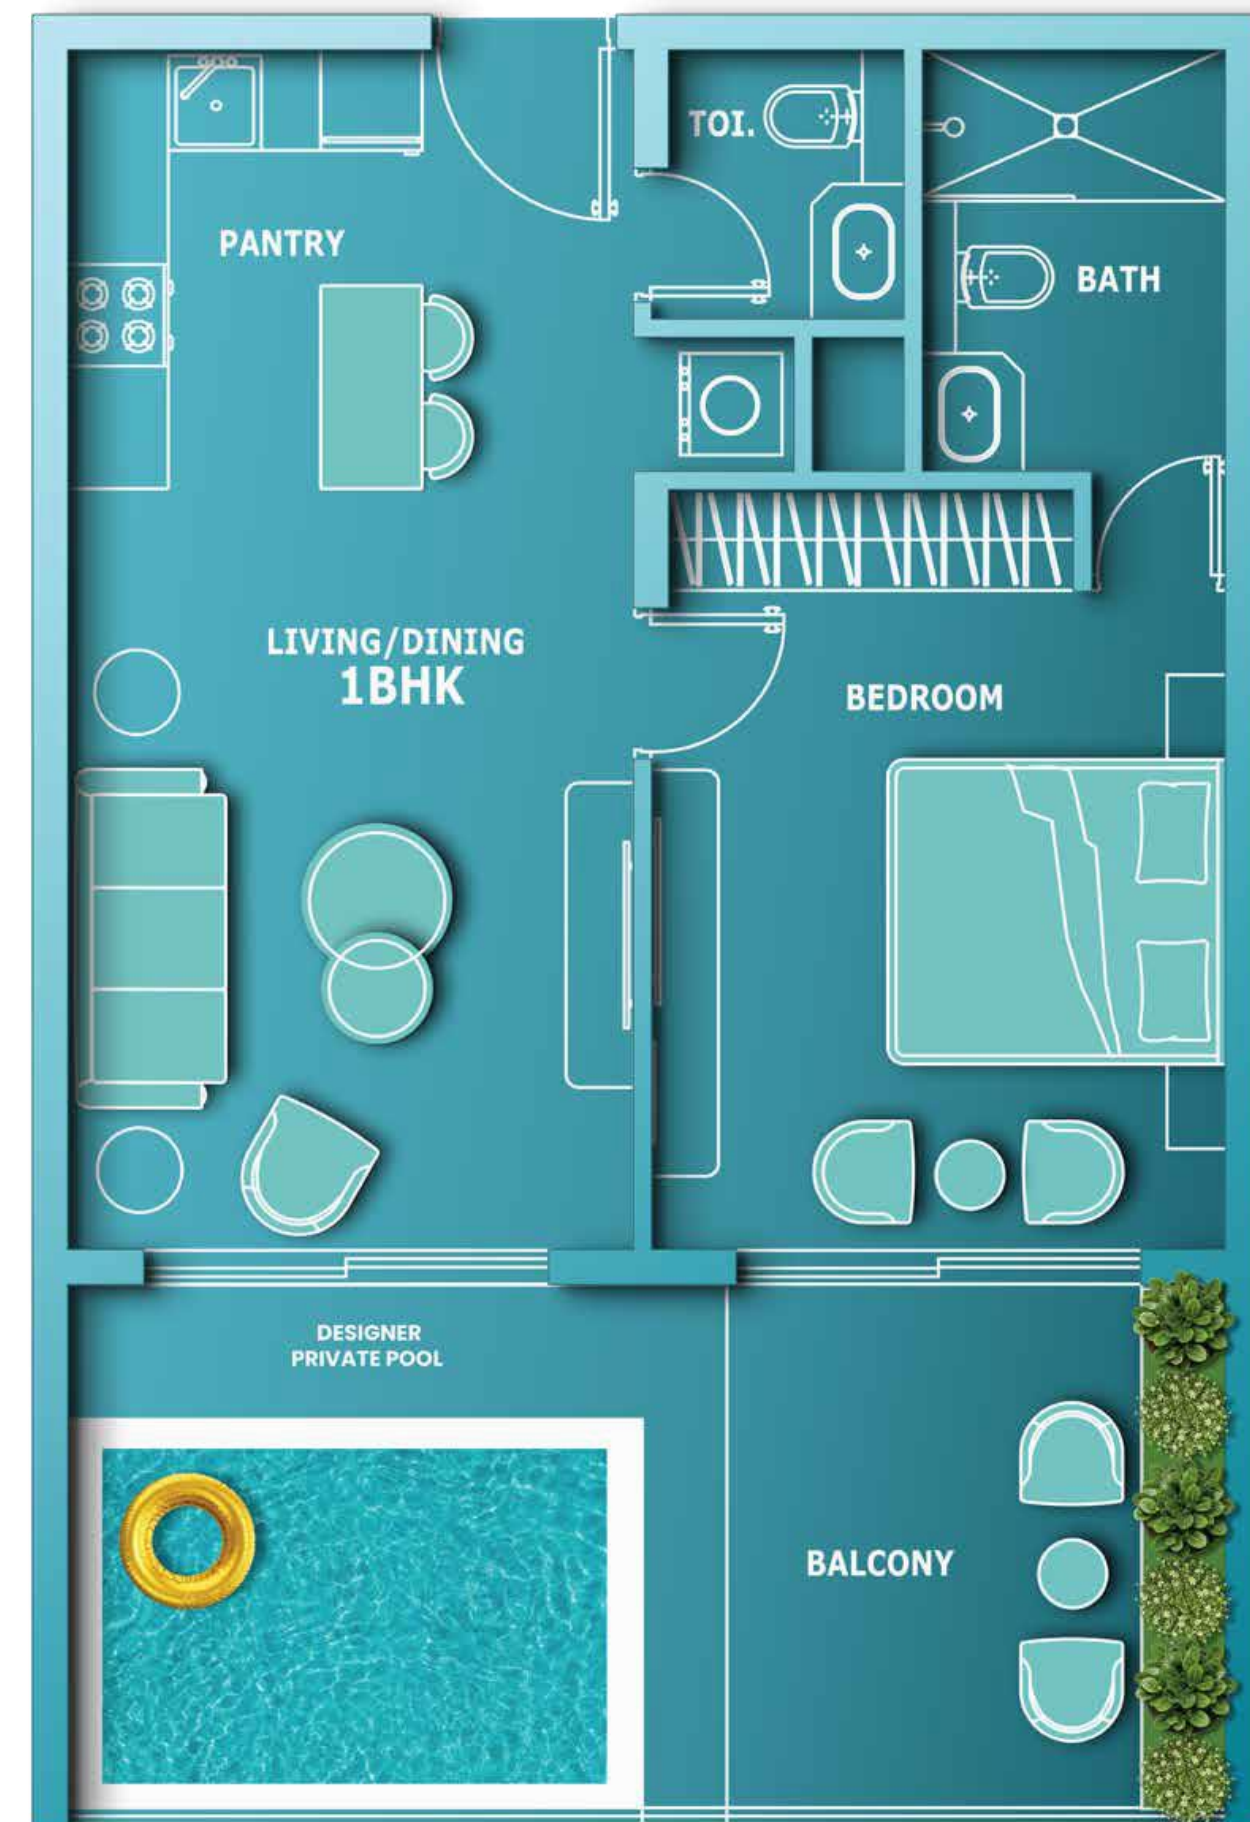 TOI.
PANTRY
BATH
LIVING/DINING
1BHK
BEDROOM
DESIGNER
PRIVATE POOL
BALCONY